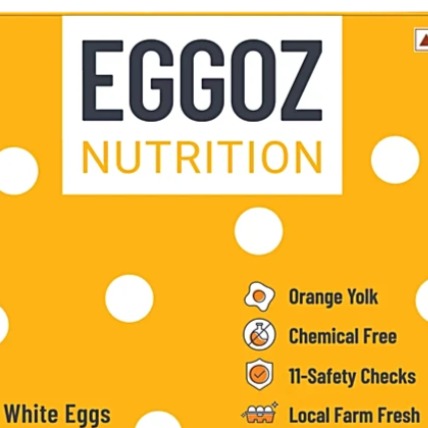 EGGOZ
NUTRITION
Orange Yolk
Chemical Free
11-Safety Checks
White Eggs
Local Farm Fresh